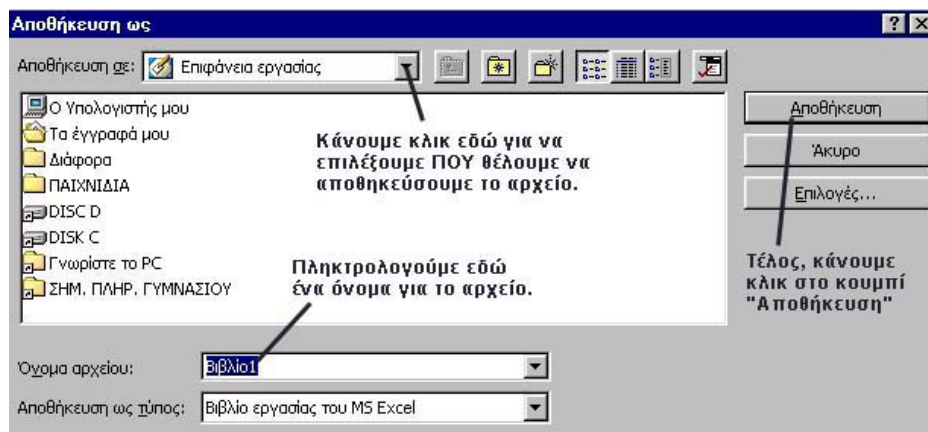 Αποθήκευση ως
Αποθήκευση σε: Επιφάνεια εργασίας
Ο Υπολογιστής μου
Τα έγγραφά μου
Διάφορα
ΠΑΙΧΝΙΔΙΑ
DISC D
DISK C
Γνωρίστε το PC
ΣΗΜ. ΠΛΗΡ. ΓΥΜΝΑΣΙΟΥ
Κάνουμε κλικ εδώ για να
επιλέξουμε ΠΟΥ θέλουμε να
αποθηκεύσουμε το αρχείο.
Πληκτρολογούμε εδώ
ένα όνομα για το αρχείο.
Αποθήκευση
Άκυρο
Επιλογές...
Τέλος, κάνουμε
κλικ στο κουμπί
"Αποθήκευση"
Όνομα αρχείου: Βιβλίο1
Αποθήκευση ως τύπος: Βιβλίο εργασίας του MS Excel